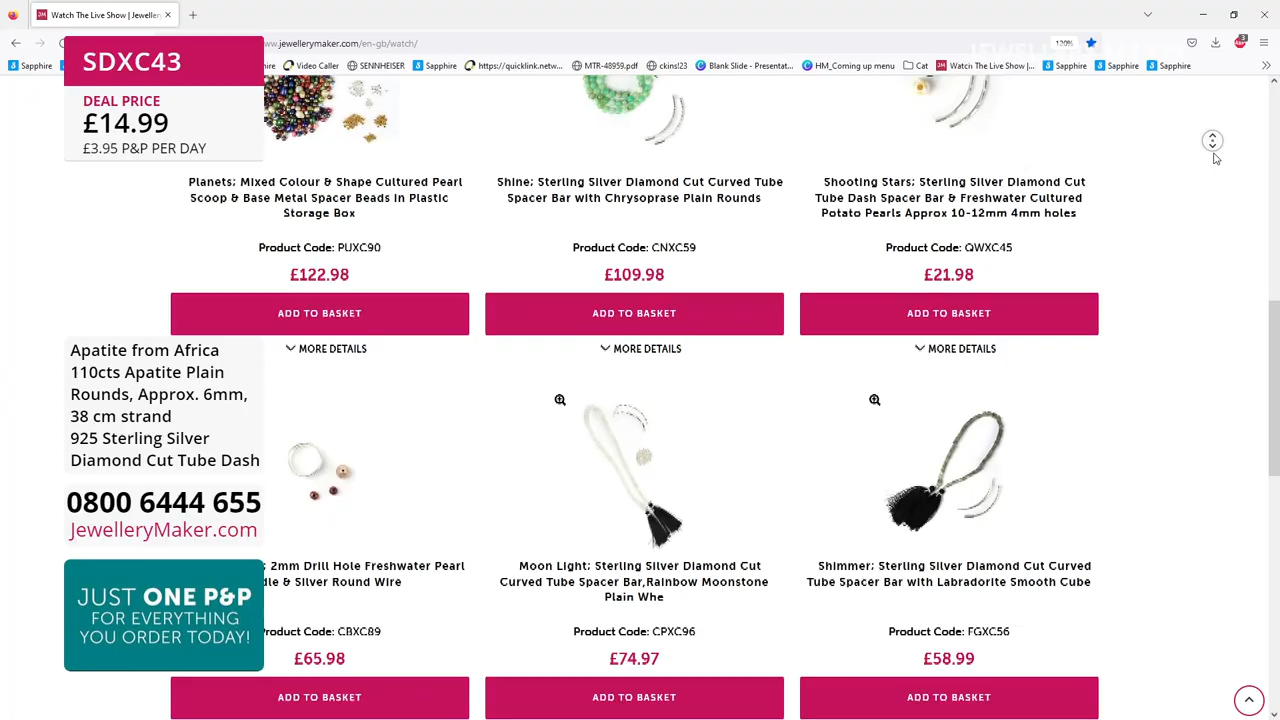 Watch The Live Show | Jeweller
ww.jewellerymaker.com/en-gb/watch/
120%
3
Sapphire
Video Caller
SENNHEISER
Sapphire
https://quicklink.netw...
MTR-48959.pdf
ckins!23
Blank Slide - Presentat...
HM_Coming up menu
Cat
Watch The Live Show |...
Sapphire
Sapphire
Sapphire
SDXC43
DEAL PRICE
£14.99
£3.95 P&P PER DAY
Planets; Mixed Colour & Shape Cultured Pearl
Scoop & Base Metal Spacer Beads in Plastic
Storage Box
Product Code: PUXC90
£122.98
ADD TO BASKET
MORE DETAILS
Shine; Sterling Silver Diamond Cut Curved Tube
Spacer Bar with Chrysoprase Plain Rounds
Product Code: CNXC59
£109.98
ADD TO BASKET
MORE DETAILS
Shooting Stars; Sterling Silver Diamond Cut
Tube Dash Spacer Bar & Freshwater Cultured
Potato Pearls Approx 10-12mm 4mm holes
Product Code: QWXC45
£21.98
ADD TO BASKET
MORE DETAILS
Apatite from Africa
110cts Apatite Plain
Rounds, Approx. 6mm,
38 cm strand
925 Sterling Silver
Diamond Cut Tube Dash
0800 6444 655
JewelleryMaker.com
JUST ONE P&P
FOR EVERYTHING
YOU ORDER TODAY!
; 2mm Drill Hole Freshwater Pearl
dle & Silver Round Wire
Product Code: CBXC89
£65.98
ADD TO BASKET
Moon Light; Sterling Silver Diamond Cut
Curved Tube Spacer Bar,Rainbow Moonstone
Plain Whe
Product Code: CPXC96
£74.97
ADD TO BASKET
Shimmer; Sterling Silver Diamond Cut Curved
Tube Spacer Bar with Labradorite Smooth Cube
Product Code: FGXC56
£58.99
ADD TO BASKET